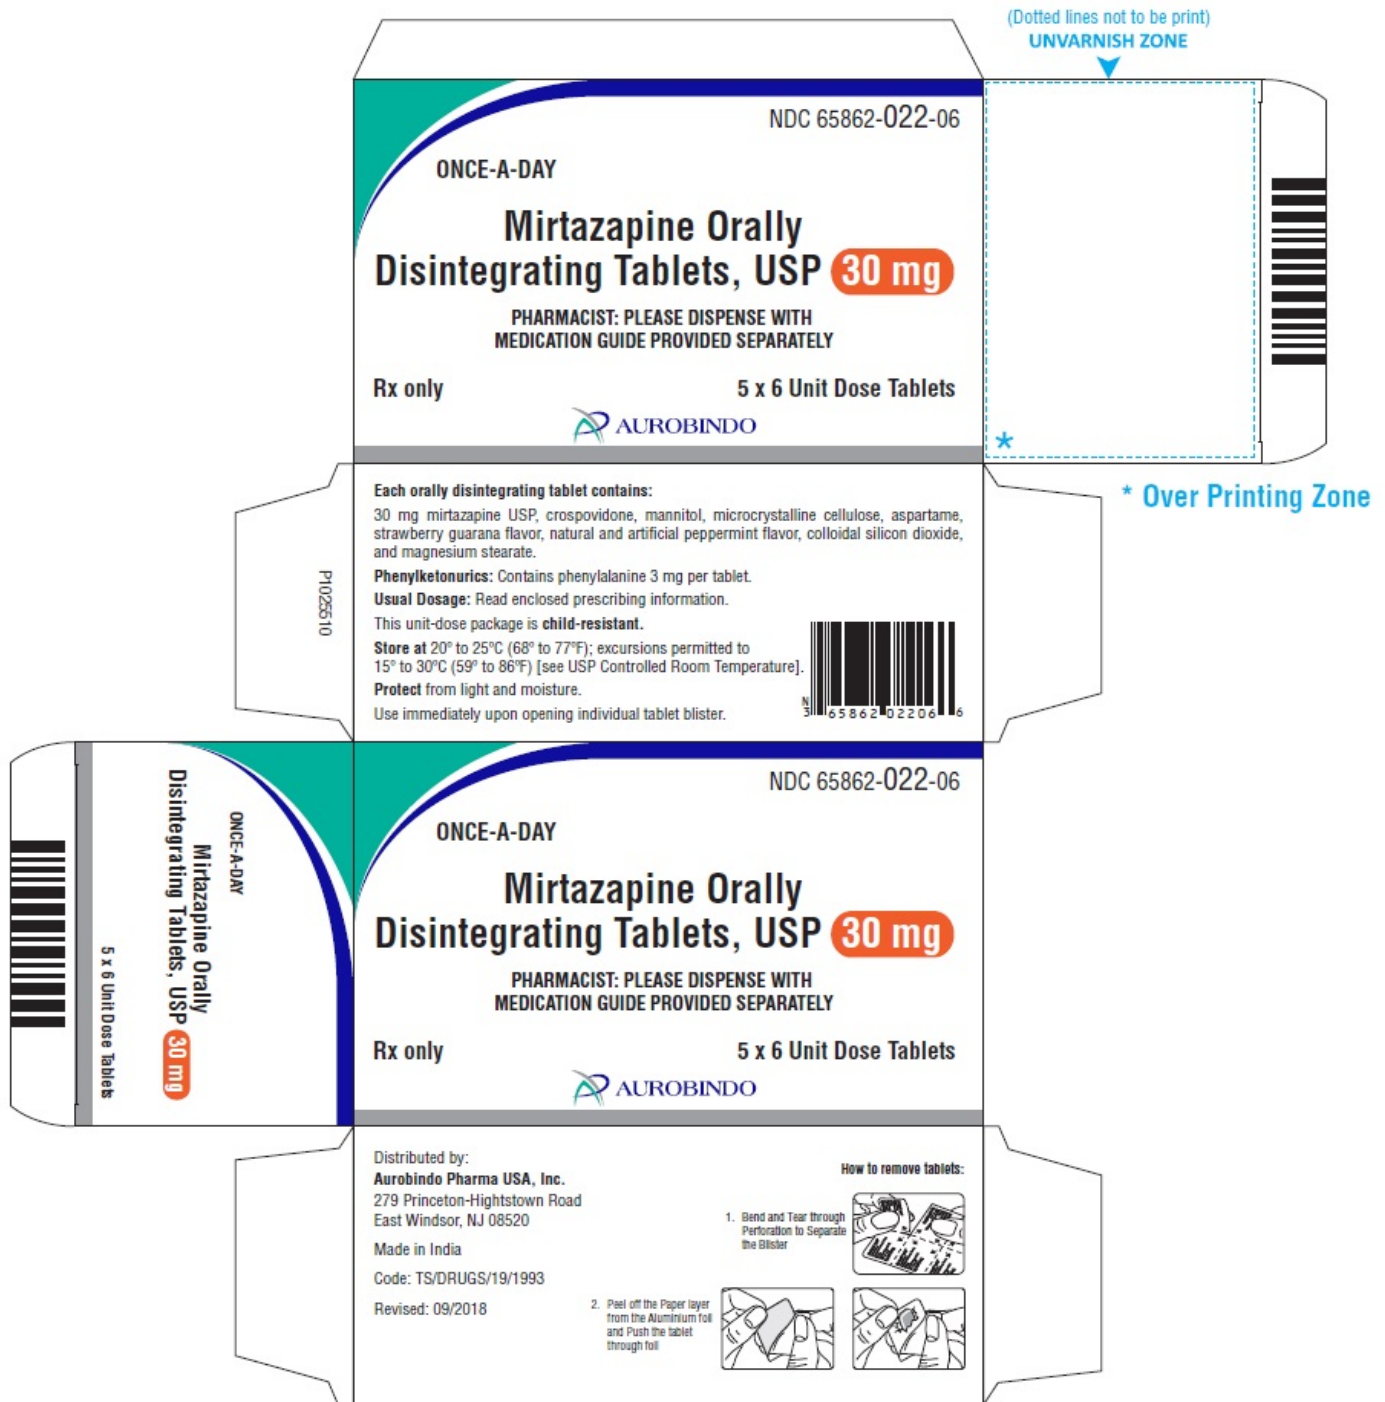 (Dotted lines not to be print)
UNVARNISH ZONE
NDC 65862-022-06
ONCE-A-DAY
Mirtazapine Orally
Disintegrating Tablets, USP 30 mg
PHARMACIST: PLEASE DISPENSE WITH
MEDICATION GUIDE PROVIDED SEPARATELY
Rx only 5 x 6 Unit Dose Tablets
AUROBINDO
*
* Over Printing Zone
Each orally disintegrating tablet contains:
30 mg mirtazapine USP, crospovidone, mannitol, microcrystalline cellulose, aspartame,
strawberry guarana flavor, natural and artificial peppermint flavor, colloidal silicon dioxide,
and magnesium stearate.
Phenylketonurics: Contains phenylalanine 3 mg per tablet.
Usual Dosage: Read enclosed prescribing information.
This unit-dose package is child-resistant.
Store at 20º to 25ºC (68º to 77ºF); excursions permitted to
15º to 30ºC (59º to 86ºF) [see USP Controlled Room Temperature].
Protect from light and moisture.
Use immediately upon opening individual tablet blister.
N
3 65862 02206 6
P1025510
ONCE-A-DAY
Mirtazapine Orally
Disintegrating Tablets, USP 30 mg
5 x 6 Unit Dose Tablets
NDC 65862-022-06
ONCE-A-DAY
Mirtazapine Orally
Disintegrating Tablets, USP 30 mg
PHARMACIST: PLEASE DISPENSE WITH
MEDICATION GUIDE PROVIDED SEPARATELY
Rx only 5 x 6 Unit Dose Tablets
AUROBINDO
Distributed by:
Aurobindo Pharma USA, Inc.
279 Princeton-Hightstown Road
East Windsor, NJ 08520
Made in India
Code: TS/DRUGS/19/1993
Revised: 09/2018
How to remove tablets:
1. Bend and Tear through
Perforation to Separate
the Blister
2. Peel off the Paper layer
from the Aluminium foil
and Push the tablet
through foil